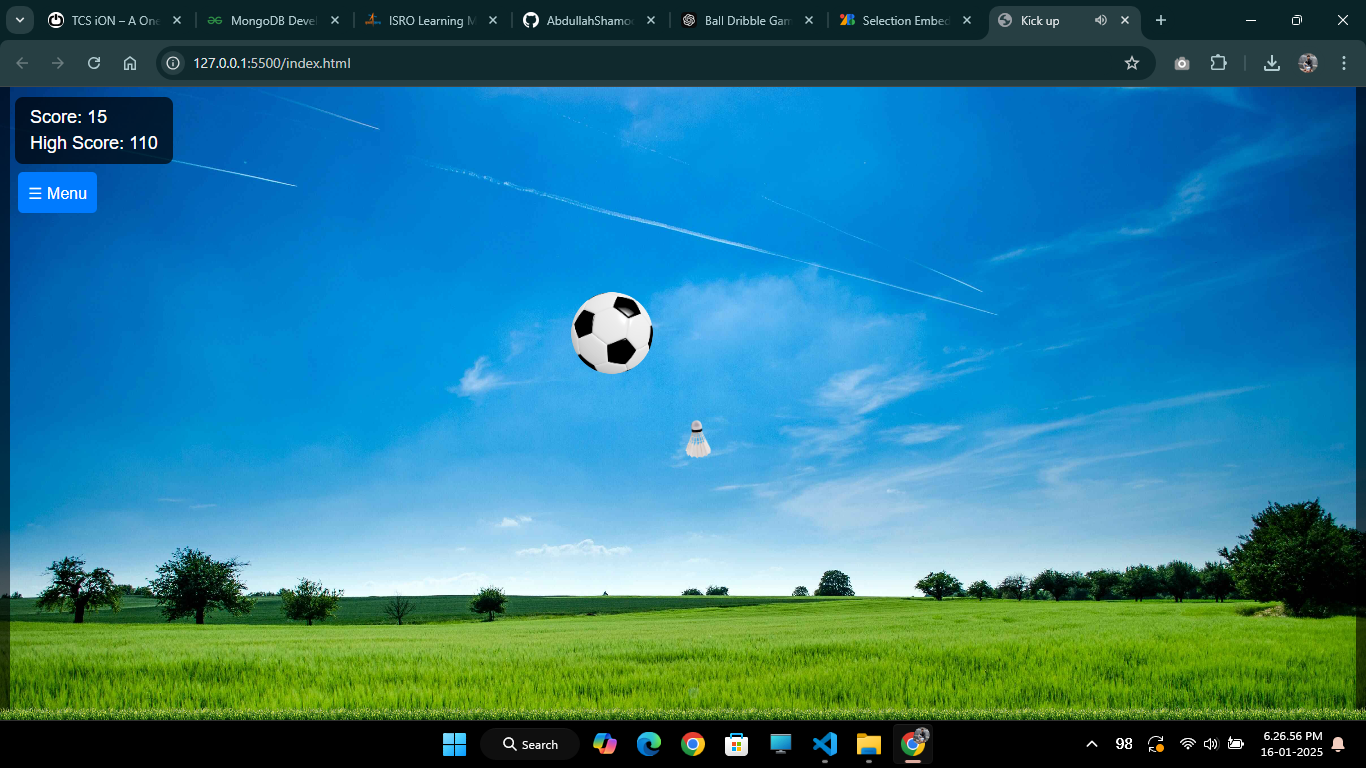 TCS iON – A One
MongoDB Devel
ISRO Learning M
AbdullahShamoo
Ball Dribble Gam
Selection Embed
Kick up
127.0.0.1:5500/index.html
Score: 15
High Score: 110
☰ Menu
Search
98
6.26.56 PM
16-01-2025